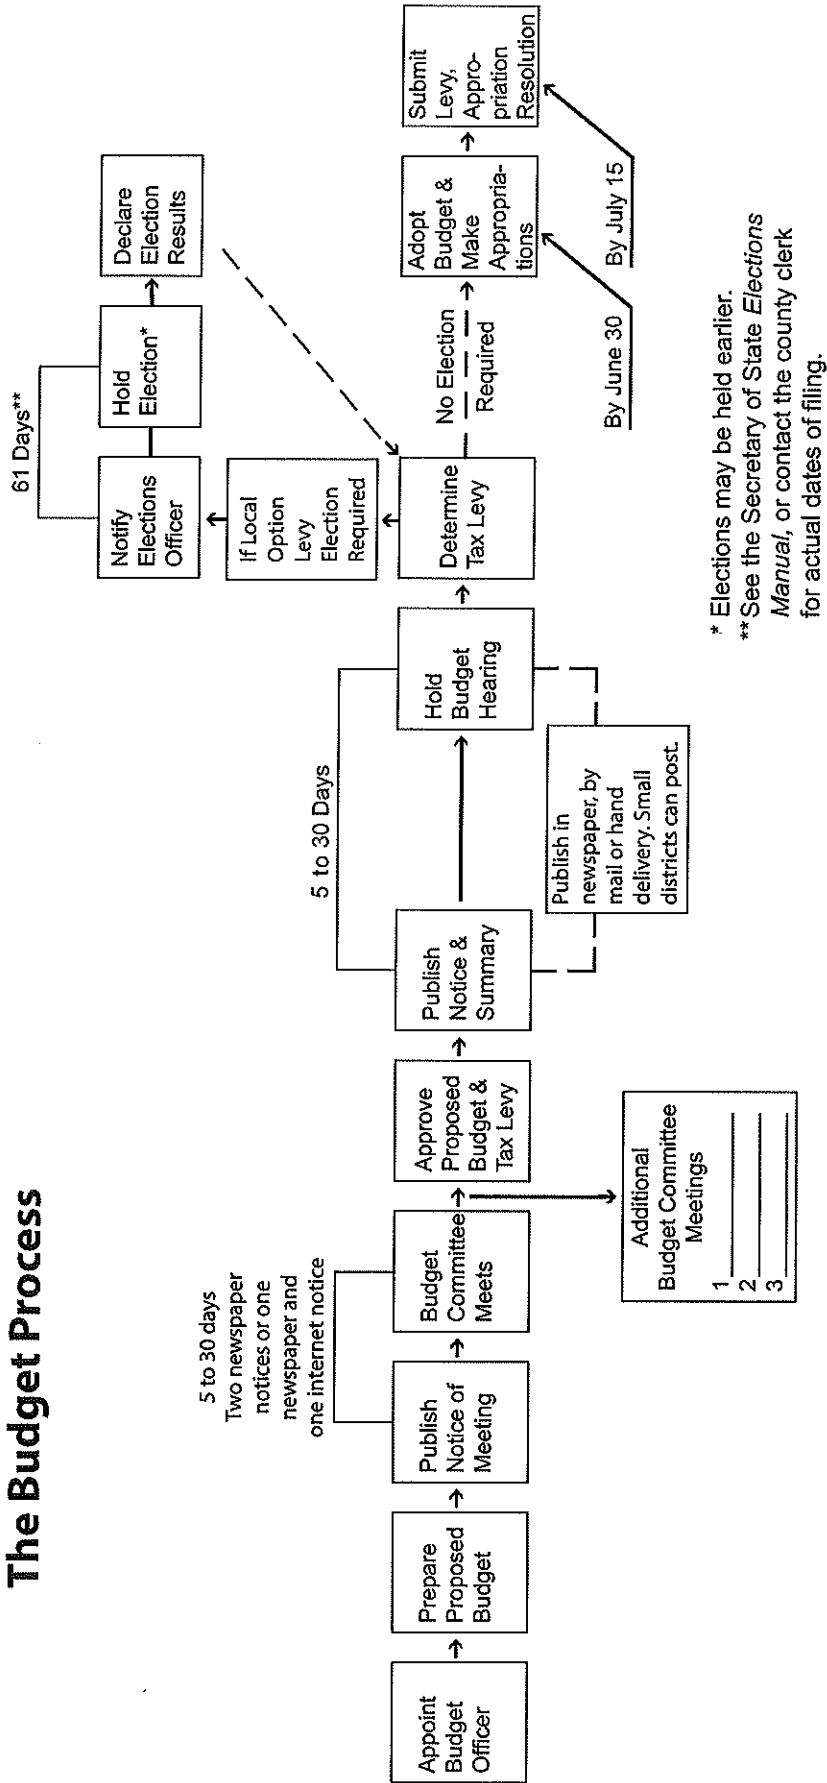 The Budget Process
Appoint
Budget
Officer
Prepare
Proposed
Budget
5 to 30 days
Two newspaper
notices or one
newspaper and
one internet notice
Publish
Notice of
Meeting
Budget
Committee
Meets
Additional
Budget Committee
Meetings
1
2
3
Approve
Proposed
Budget &
Tax Levy
5 to 30 Days
Publish
Notice &
Summary
Publish in
newspaper, by
mail or hand
delivery. Small
districts can post.
Hold
Budget
Hearing
Determine
Tax Levy
If Local
Option
Levy
Election
Required
61 Days**
Notify
Elections
Officer
Hold
Election*
Declare
Election
Results
No Election
Required
Adopt
Budget &
Make
Appropria-
tions
Submit
Levy,
Appro-
priation
Resolution
By June 30
By July 15
* Elections may be held earlier.
** See the Secretary of State Elections
Manual, or contact the county clerk
for actual dates of filing.